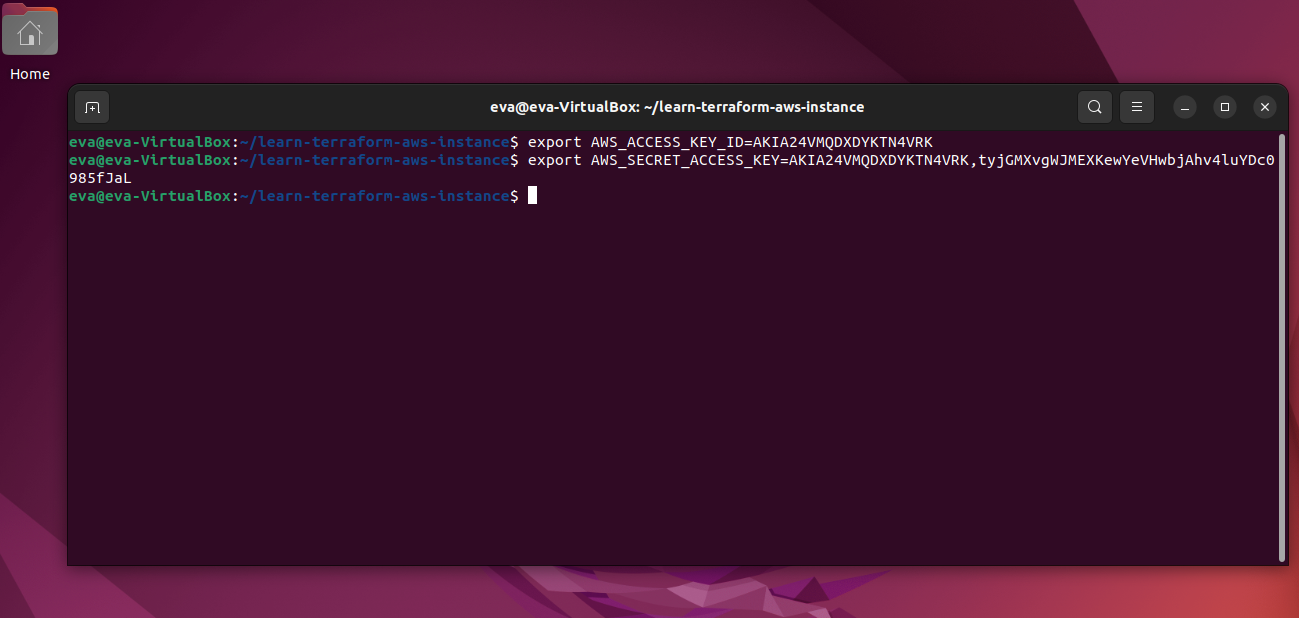 Home
eva@eva-VirtualBox: ~/learn-terraform-aws-instance
eva@eva-VirtualBox:~/learn-terraform-aws-instance$ export AWS_ACCESS_KEY_ID=AKIA24VMQDXDYKTN4VRK
eva@eva-VirtualBox:~/learn-terraform-aws-instance$ export AWS_SECRET_ACCESS_KEY=AKIA24VMQDXDYKTN4VRK,tyjGMXvgWJMEXKewYeVHwbjAhv4luYDc0
985fJaL
eva@eva-VirtualBox:~/learn-terraform-aws-instance$